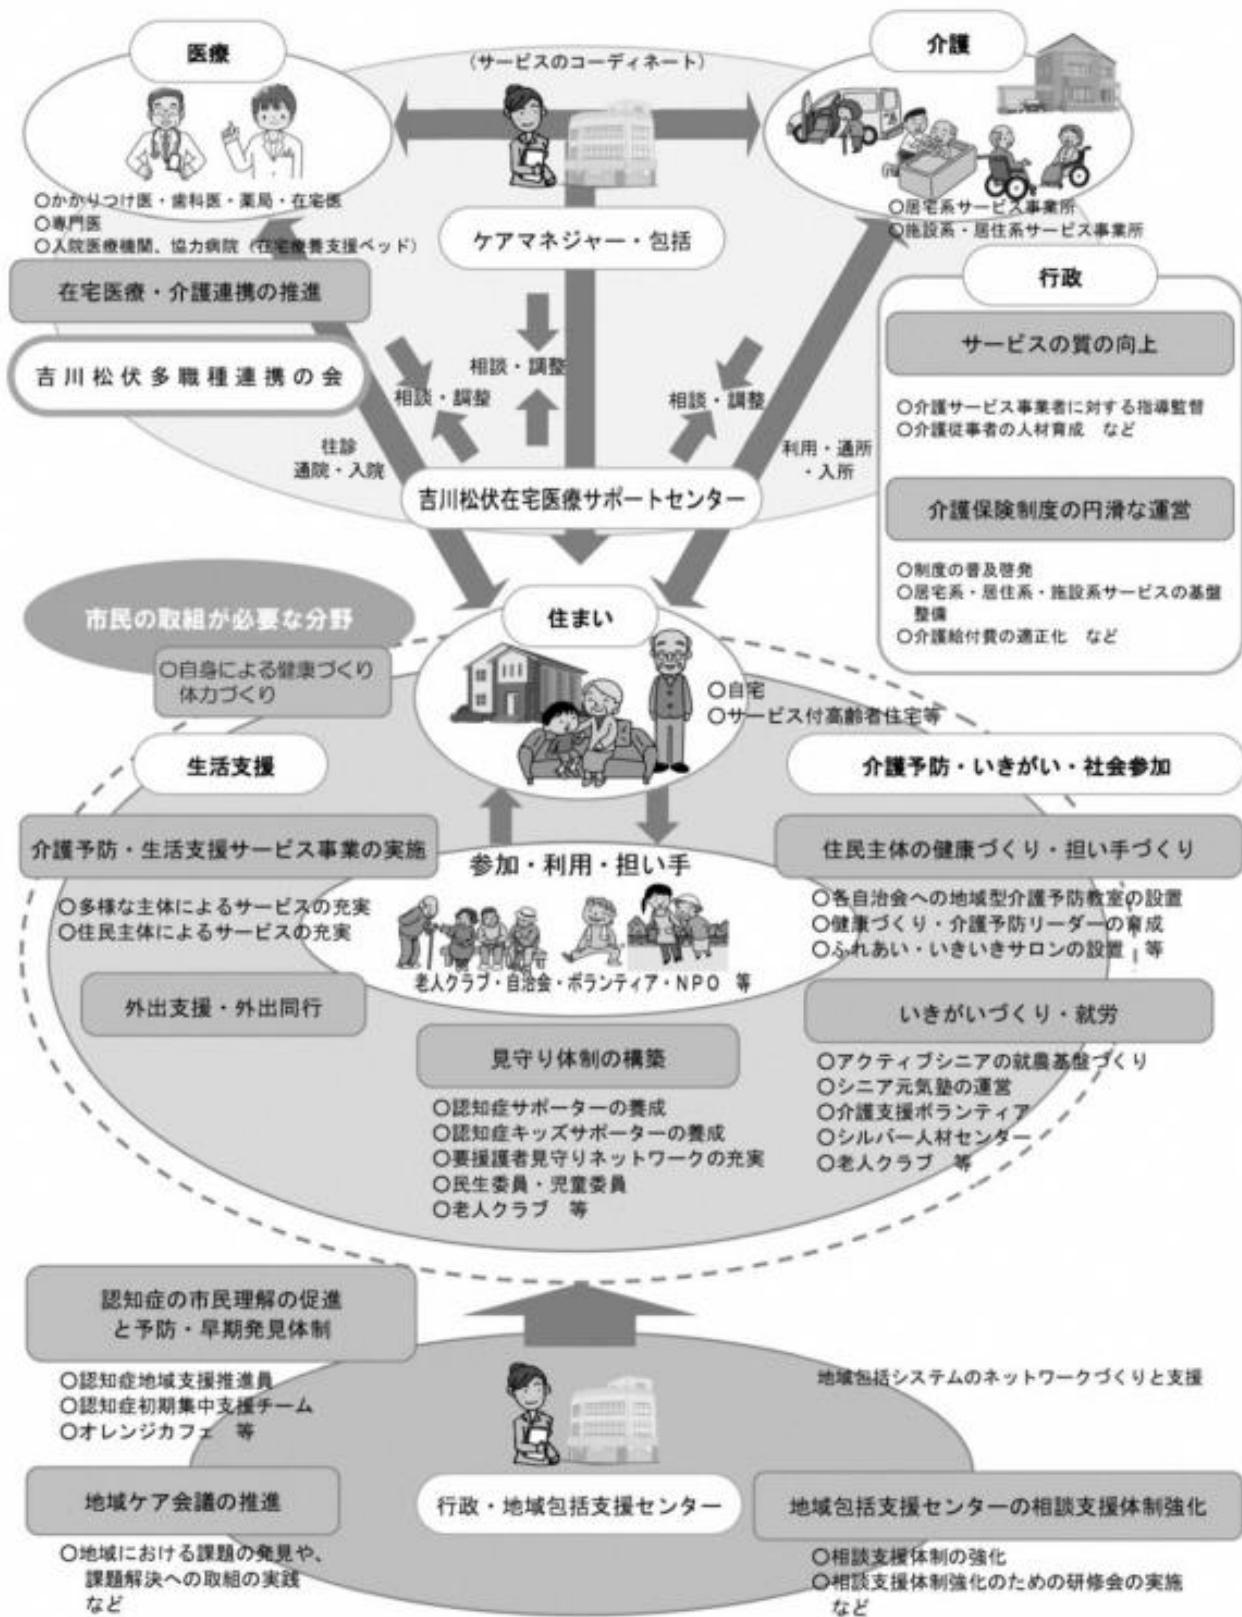 医療
(サービスのコーディネート)
介護
〇かかりつけ医・歯科医・薬局・在宅医
〇専門医
〇入院医療機関、協力病院(在宅療養支援ベッド)
ケアマネジャー・包括
〇居宅系サービス事業所
〇施設系・居住系サービス事業所
在宅医療・介護連携の推進
吉川松伏多職種連携の会
相談・調整
相談・調整
相談・調整
往診
通院・入院
利用・通所
・入所
吉川松伏在宅医療サポートセンター
行政
サービスの質の向上
〇介護サービス事業者に対する指導監督
〇介護従事者の人材育成 など
介護保険制度の円滑な運営
〇制度の普及啓発
〇居宅系・居住系・施設系サービスの基盤
整備
〇介護給付費の適正化 など
市民の取組が必要な分野
〇自身による健康づくり
体力づくり
住まい
〇自宅
〇サービス付高齢者住宅等
生活支援
介護予防・生活支援サービス事業の実施
〇多様な主体によるサービスの充実
〇住民主体によるサービスの充実
外出支援・外出同行
参加・利用・担い手
老人クラブ・自治会・ボランティア・NPO 等
介護予防・いきがい・社会参加
住民主体の健康づくり・担い手づくり
〇各自治会への地域型介護予防教室の設置
〇健康づくり・介護予防リーダーの育成
〇ふれあい・いきいきサロンの設置 等
いきがいづくり・就労
〇アクティブシニアの就農基盤づくり
〇シニア元気塾の運営
〇介護支援ボランティア
〇シルバー人材センター
〇老人クラブ 等
見守り体制の構築
〇認知症サポーターの養成
〇認知症キッズサポーターの養成
〇要援護者見守りネットワークの充実
〇民生委員・児童委員
〇老人クラブ 等
認知症の市民理解の促進
と予防・早期発見体制
〇認知症地域支援推進員
〇認知症初期集中支援チーム
〇オレンジカフェ 等
地域包括システムのネットワークづくりと支援
地域ケア会議の推進
〇地域における課題の発見や、
課題解決への取組の実践
など
行政・地域包括支援センター
地域包括支援センターの相談支援体制強化
〇相談支援体制の強化
〇相談支援体制強化のための研修会の実施
など